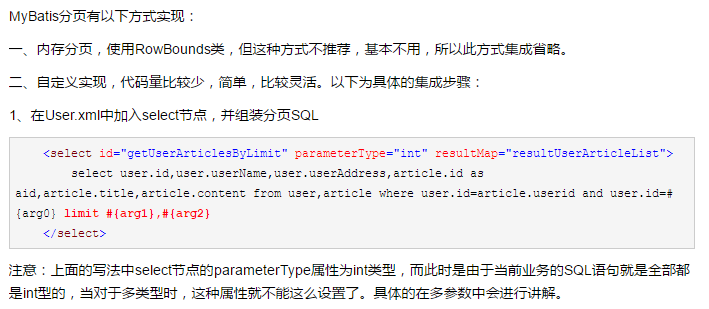 MyBatis分页有以下方式实现：
一、内存分页，使用RowBounds类，但这种方式不推荐，基本不用，所以此方式集成省略。
二、自定义实现，代码量比较少，简单，比较灵活。以下为具体的集成步骤：
1、在User.xml中加入select节点，并组装分页SQL
<select id="getUserArticlesByLimit" parameterType="int" resultMap="resultUserArticleList">
select user.id,user.userName,user.userAddress,article.id as
aid,article.title,article.content from user,article where user.id=article.userid and user.id=#
{arg0} limit #{arg1},#{arg2}
</select>
注意：上面的写法中select节点的parameterType属性为int类型，而此时是由于当前业务的SQL语句就是全部都
是int型的，当对于多类型时，这种属性就不能这么设置了。具体的在多参数中会进行讲解。